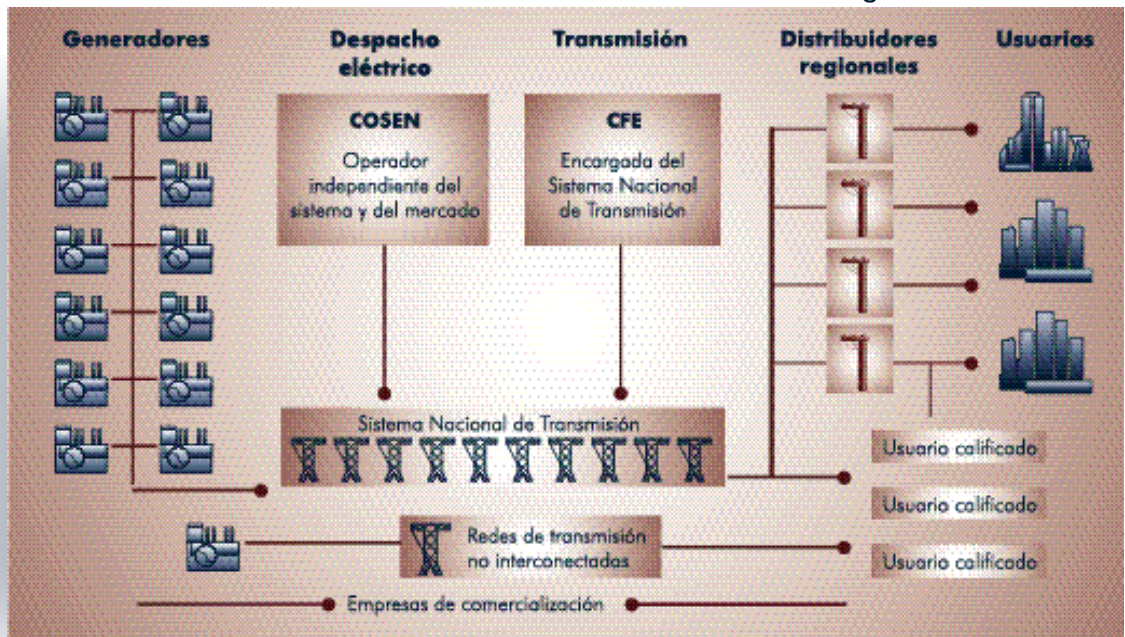 Generadores
Despacho
eléctrico
Transmisión
Distribuidores
regionales
Usuarios
COSEN
Operador
independiente del
sistema y del mercado
CFE
Encargada del
Sistema Nacional
de Transmisión
Sistema Nacional de Transmisión
Usuario calificado
Usuario calificado
Redes de transmisión
no interconectadas
Usuario calificado
Empresas de comercialización